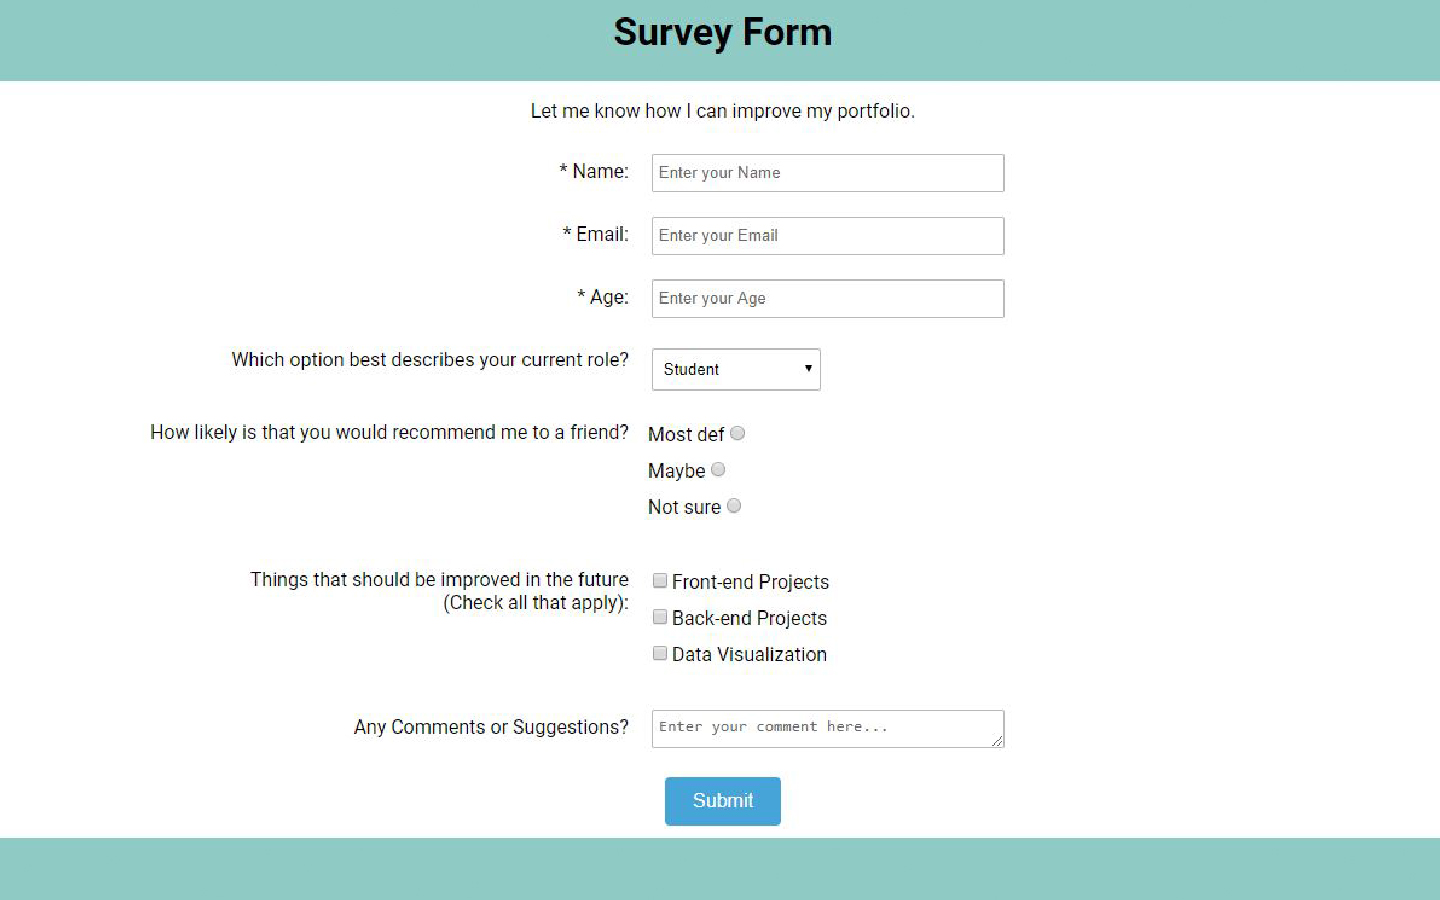 Survey Form
Let me know how I can improve my portfolio.
* Name: Enter your Name
* Email: Enter your Email
* Age: Enter your Age
Which option best describes your current role? Student
How likely is that you would recommend me to a friend? Most def
Maybe
Not sure
Things that should be improved in the future
(Check all that apply):
Front-end Projects
Back-end Projects
Data Visualization
Any Comments or Suggestions? Enter your comment here...
Submit